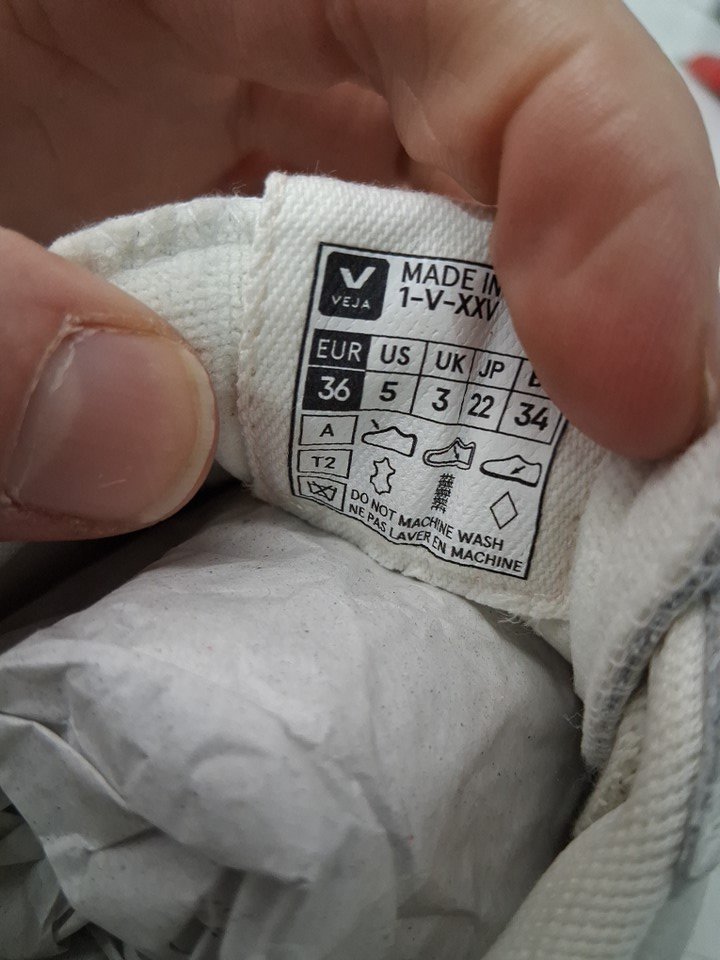 VEJA
MADE IN
1-V-XXV
EUR US UK JP
36 5 3 22 34
A
T2
DO NOT MACHINE WASH
NE PAS LAVER EN MACHINE